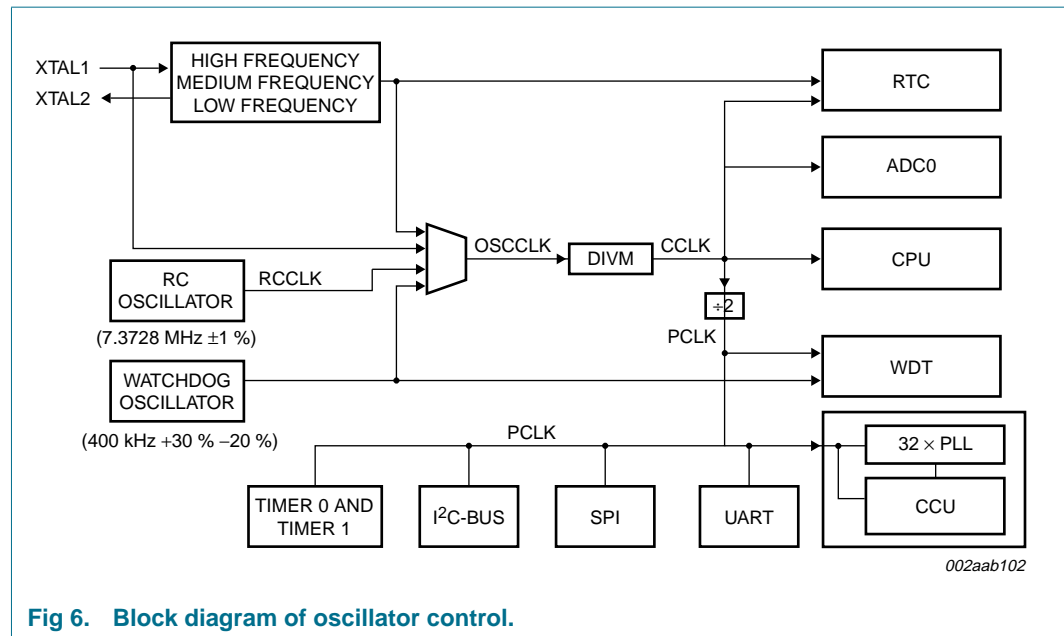 XTAL1
XTAL2
HIGH FREQUENCY
MEDIUM FREQUENCY
LOW FREQUENCY
RTC
ADC0
OSCCLK
DIVM
CCLK
CPU
RC
OSCILLATOR
RCCLK
(7.3728 MHz ±1 %)
÷2
PCLK
WATCHDOG
OSCILLATOR
(400 kHz +30 % −20 %)
WDT
PCLK
32 × PLL
CCU
TIMER 0 AND
TIMER 1
I²C-BUS
SPI
UART
002aab102
Fig 6. Block diagram of oscillator control.